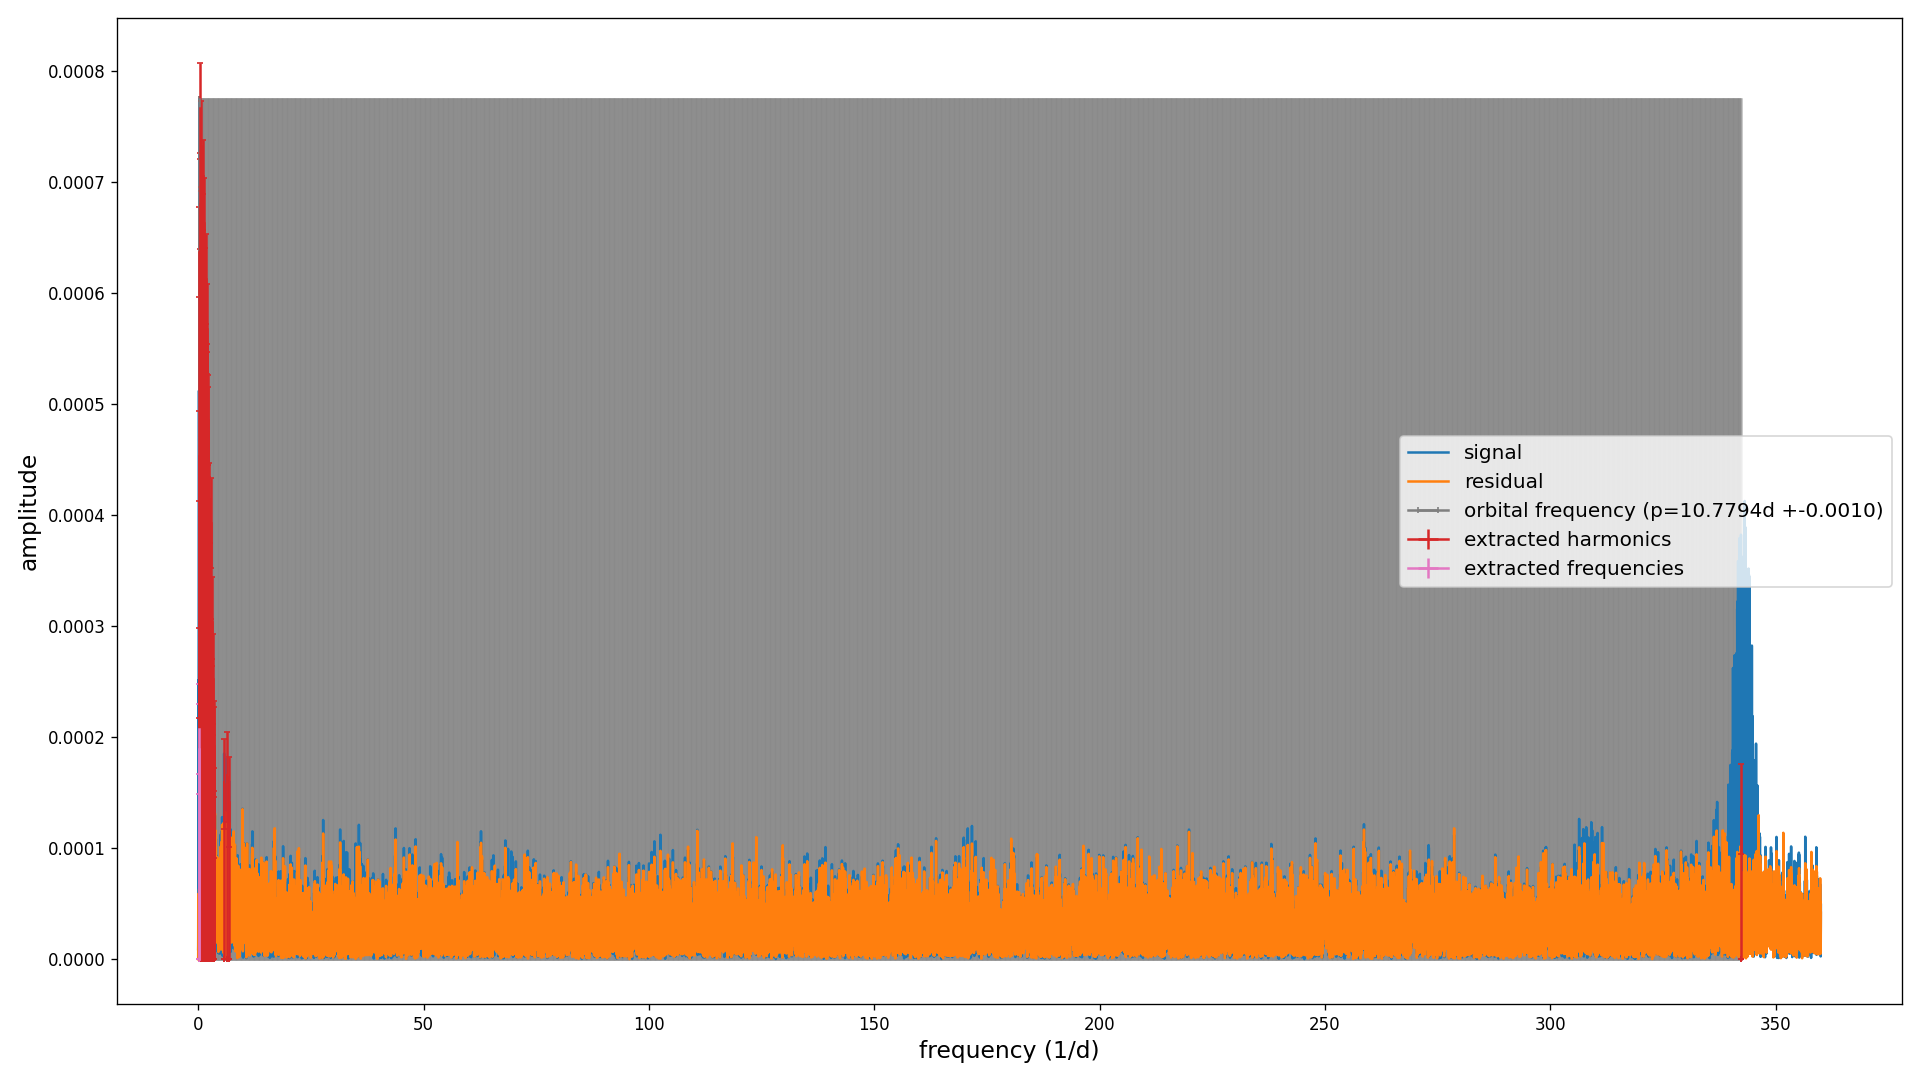 0.0008
0.0007
0.0006
0.0005
0.0004
0.0003
0.0002
0.0001
0.0000
amplitude
signal
residual
orbital frequency (p=10.7794d +-0.0010)
extracted harmonics
extracted frequencies
0 50 100 150 200 250 300 350
frequency (1/d)